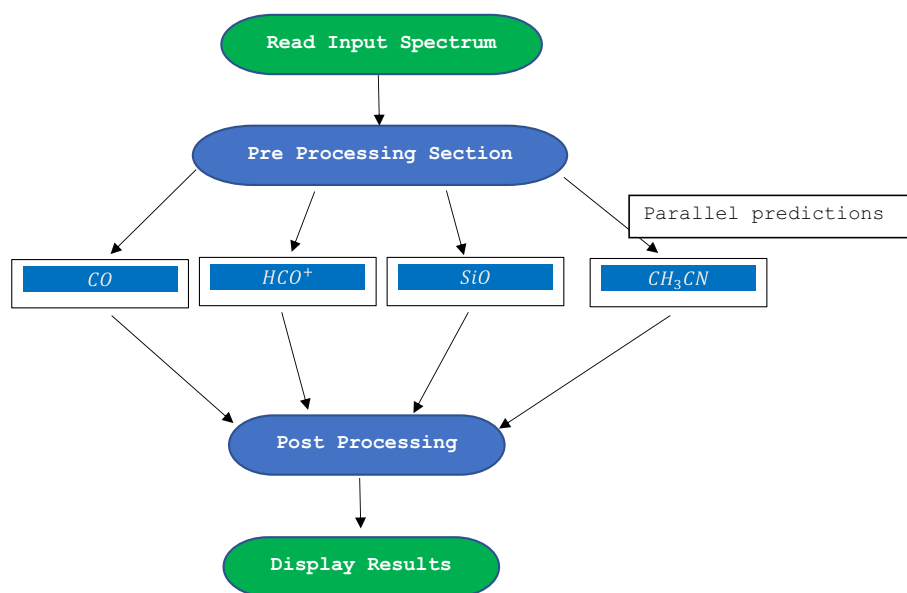 Read Input Spectrum
Pre Processing Section
Parallel predictions
CO
HCO⁺
SiO
CH₃CN
Post Processing
Display Results